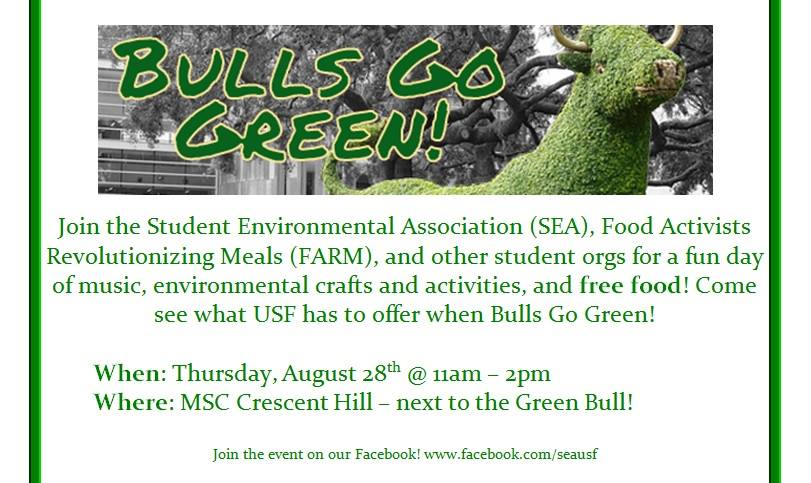 BULLS GO
GREEN!
Join the Student Environmental Association (SEA), Food Activists
Revolutionizing Meals (FARM), and other student orgs for a fun day
of music, environmental crafts and activities, and free food! Come
see what USF has to offer when Bulls Go Green!
When: Thursday, August 28th @ 11am – 2pm
Where: MSC Crescent Hill – next to the Green Bull!
Join the event on our Facebook! www.facebook.com/seausf